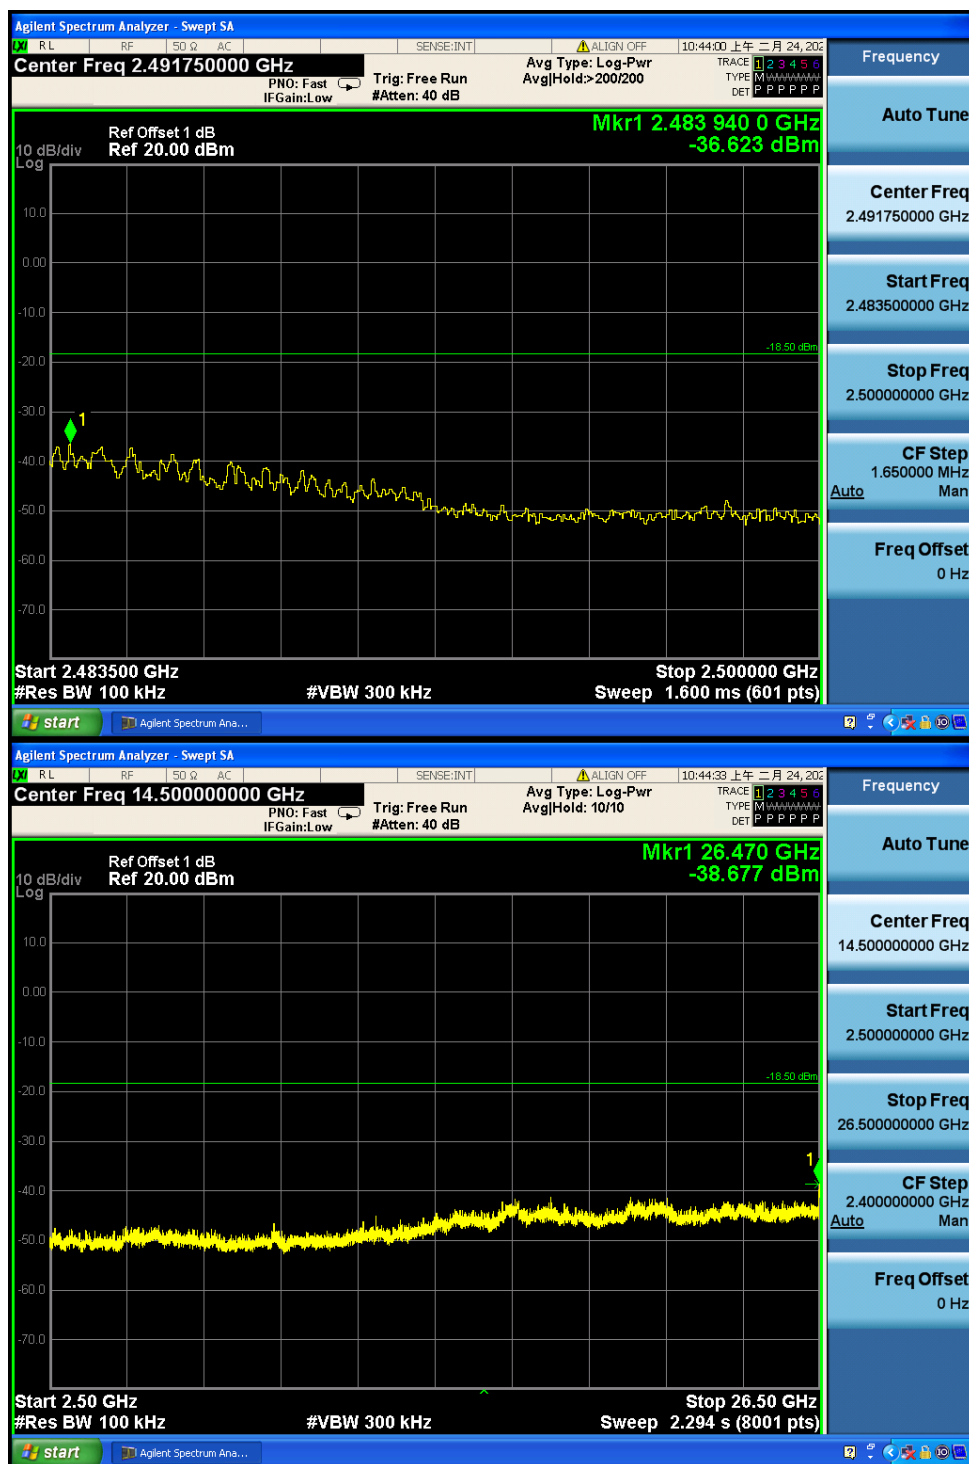 Agilent Spectrum Analyzer - Swept SA
LXI RL RF 50 Ω AC SENSE:INT ALIGN OFF 10:44:00 上午 二月 24, 202
Center Freq 2.491750000 GHz
PNO: Fast
IFGain:Low
Trig: Free Run
#Atten: 40 dB
Avg Type: Log-Pwr
Avg|Hold:>200/200
TRACE 1 2 3 4 5 6
TYPE M
DET P P P P P P
Frequency
Auto Tune
Center Freq
2.491750000 GHz
Start Freq
2.483500000 GHz
Stop Freq
2.500000000 GHz
CF Step
1.650000 MHz
Auto Man
Freq Offset
0 Hz
Mkr1 2.483 940 0 GHz
-36.623 dBm
Ref Offset 1 dB
10 dB/div Ref 20.00 dBm
Log
10.0
0.00
-10.0
-18.50 dBm
-20.0
-30.0
1
-40.0
-50.0
-60.0
-70.0
Start 2.483500 GHz Stop 2.500000 GHz
#Res BW 100 kHz #VBW 300 kHz Sweep 1.600 ms (601 pts)
start Agilent Spectrum Ana...
Agilent Spectrum Analyzer - Swept SA
LXI RL RF 50 Ω AC SENSE:INT ALIGN OFF 10:44:33 上午 二月 24, 202
Center Freq 14.500000000 GHz
PNO: Fast
IFGain:Low
Trig: Free Run
#Atten: 40 dB
Avg Type: Log-Pwr
Avg|Hold: 10/10
TRACE 1 2 3 4 5 6
TYPE M
DET P P P P P P
Frequency
Auto Tune
Center Freq
14.500000000 GHz
Start Freq
2.500000000 GHz
Stop Freq
26.500000000 GHz
CF Step
2.400000000 GHz
Auto Man
Freq Offset
0 Hz
Mkr1 26.470 GHz
-38.677 dBm
Ref Offset 1 dB
10 dB/div Ref 20.00 dBm
Log
10.0
0.00
-10.0
-18.50 dBm
-20.0
-30.0
1
-40.0
-50.0
-60.0
-70.0
Start 2.50 GHz Stop 26.50 GHz
#Res BW 100 kHz #VBW 300 kHz Sweep 2.294 s (8001 pts)
start Agilent Spectrum Ana...